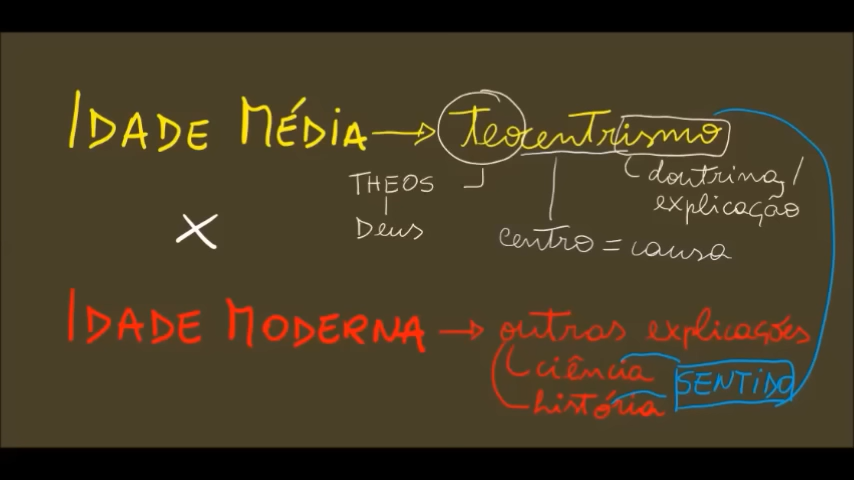 IDADE MÉDIA → teocentrismo
THEOS
Deus
doutrina /
explicação
centro = causa
X
IDADE MODERNA → outras explicações
ciência
história
SENTIDO